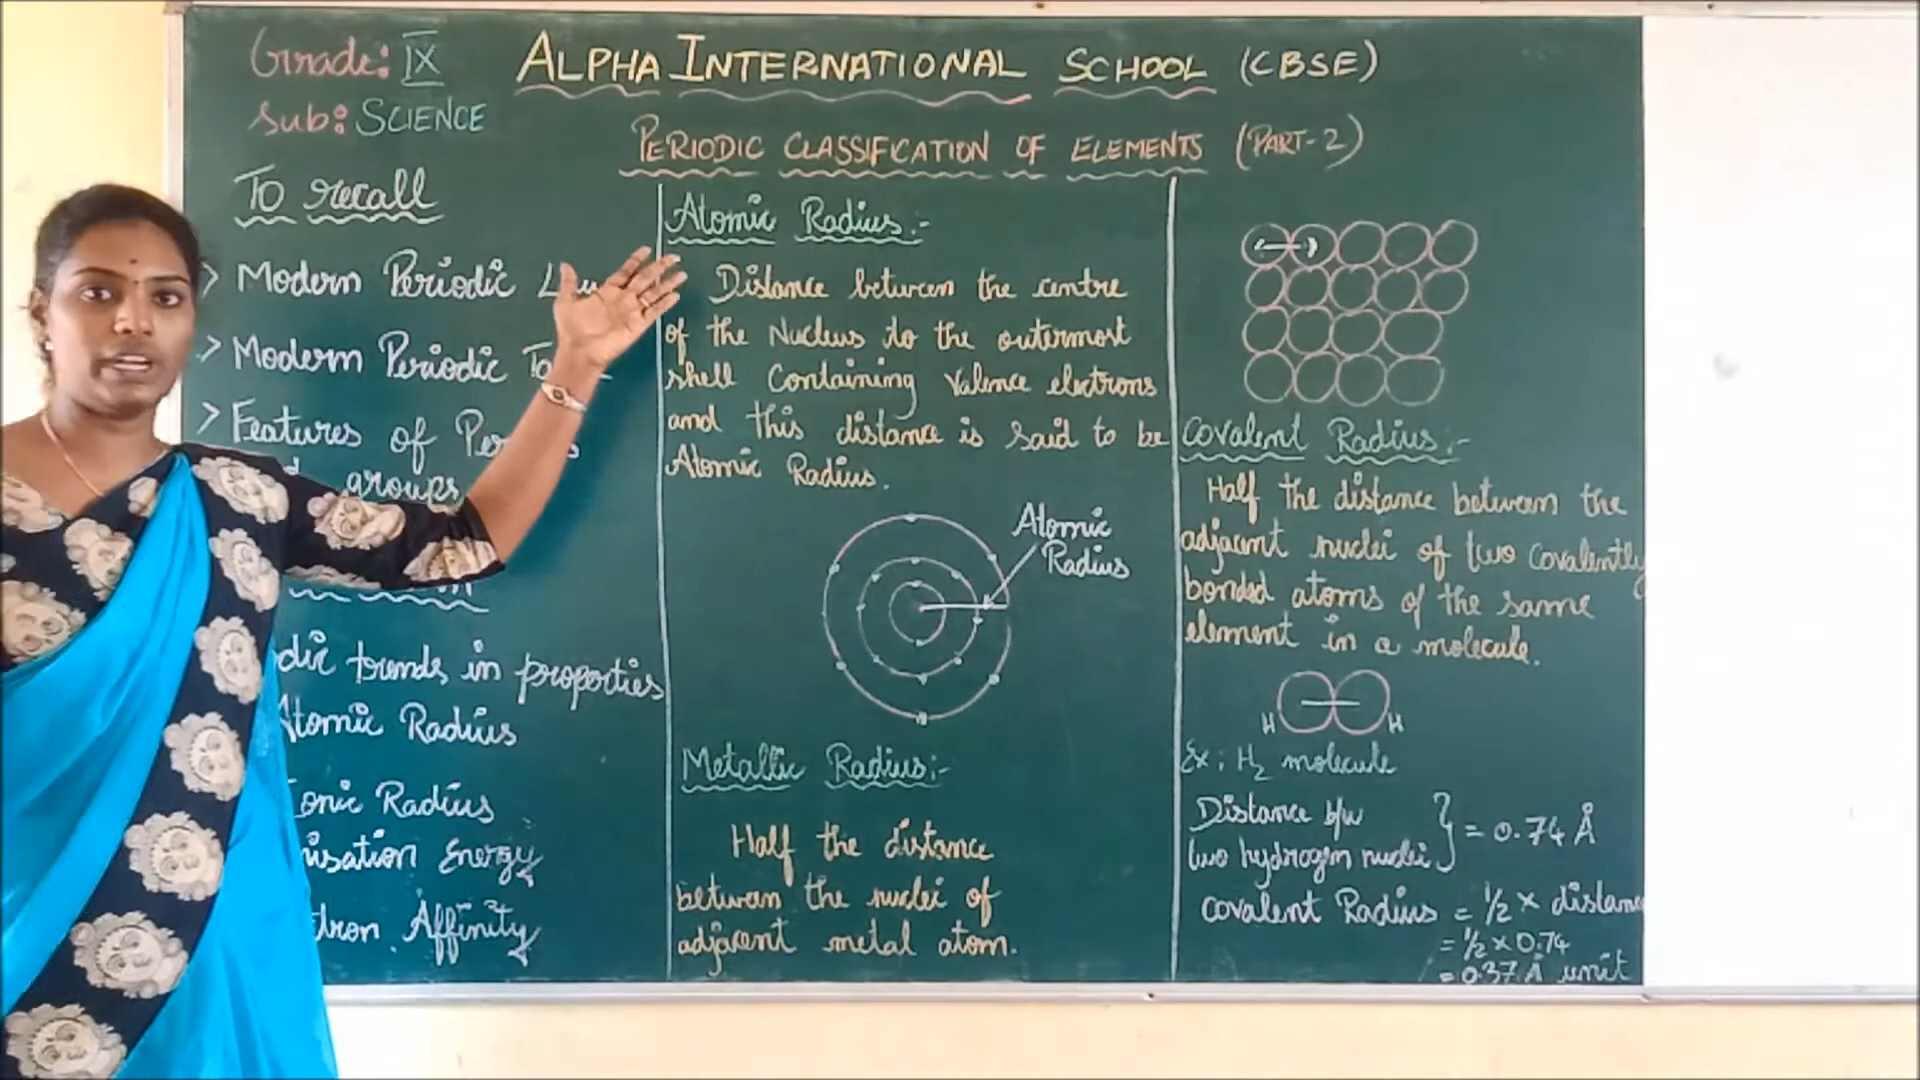 Grade: IX
Sub: SCIENCE
ALPHA INTERNATIONAL SCHOOL (CBSE)
PERIODIC CLASSIFICATION OF ELEMENTS (PART-2)
To recall
> Modern Periodic
> Modern Periodic
> Features of
groups
trends in properties
Atomic Radius
Ionic Radius
Energy
Affinity
Atomic Radius:-
Distance between the centre
of the Nucleus to the outermost
shell Containing Valence electrons
and this distance is said to be
Atomic Radius.
Atomic
Radius
Metallic Radius:-
Half the distance
between the nuclei of
adjacent metal atom.
Covalent Radius:-
Half the distance between the
adjacent nuclei of two Covalently
bonded atoms of the same
element in a molecule.
H H
Ex: H2 molecule
Distance b/w
two hydrogen nuclei } = 0.74 Å
Covalent Radius = 1/2 × distance
= 1/2 × 0.74
= 0.37 Å unit